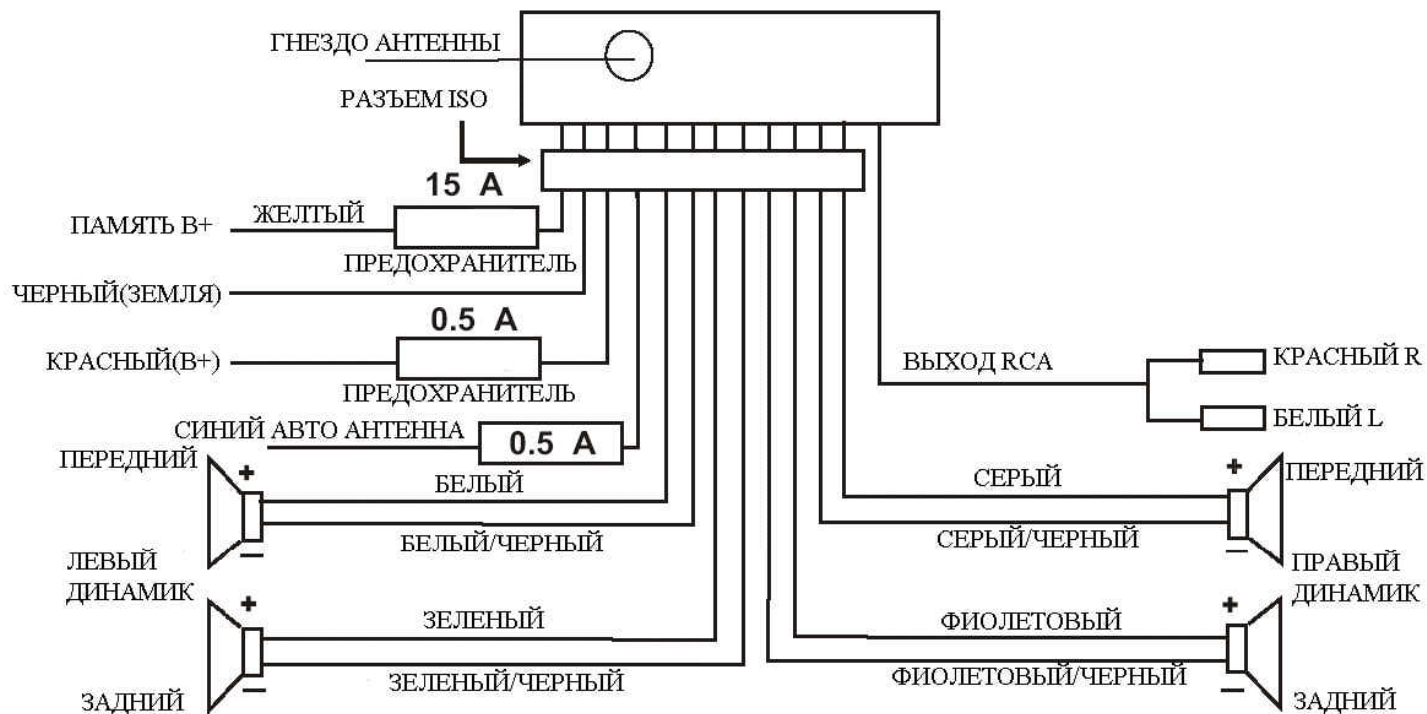 ГНЕЗДО АНТЕННЫ
РАЗЪЕМ ISO
15 А
ПАМЯТЬ В+
ЖЕЛТЫЙ
ПРЕДОХРАНИТЕЛЬ
ЧЕРНЫЙ(ЗЕМЛЯ)
0.5 А
КРАСНЫЙ(В+)
ПРЕДОХРАНИТЕЛЬ
ВЫХОД RCA
КРАСНЫЙ R
БЕЛЫЙ L
СИНИЙ АВТО АНТЕННА
0.5 А
ПЕРЕДНИЙ
+
БЕЛЫЙ
БЕЛЫЙ/ЧЕРНЫЙ
–
ЛЕВЫЙ
ДИНАМИК
+
ЗЕЛЕНЫЙ
ЗЕЛЕНЫЙ/ЧЕРНЫЙ
–
ЗАДНИЙ
СЕРЫЙ
+
ПЕРЕДНИЙ
СЕРЫЙ/ЧЕРНЫЙ
–
ПРАВЫЙ
ДИНАМИК
ФИОЛЕТОВЫЙ
+
ФИОЛЕТОВЫЙ/ЧЕРНЫЙ
–
ЗАДНИЙ